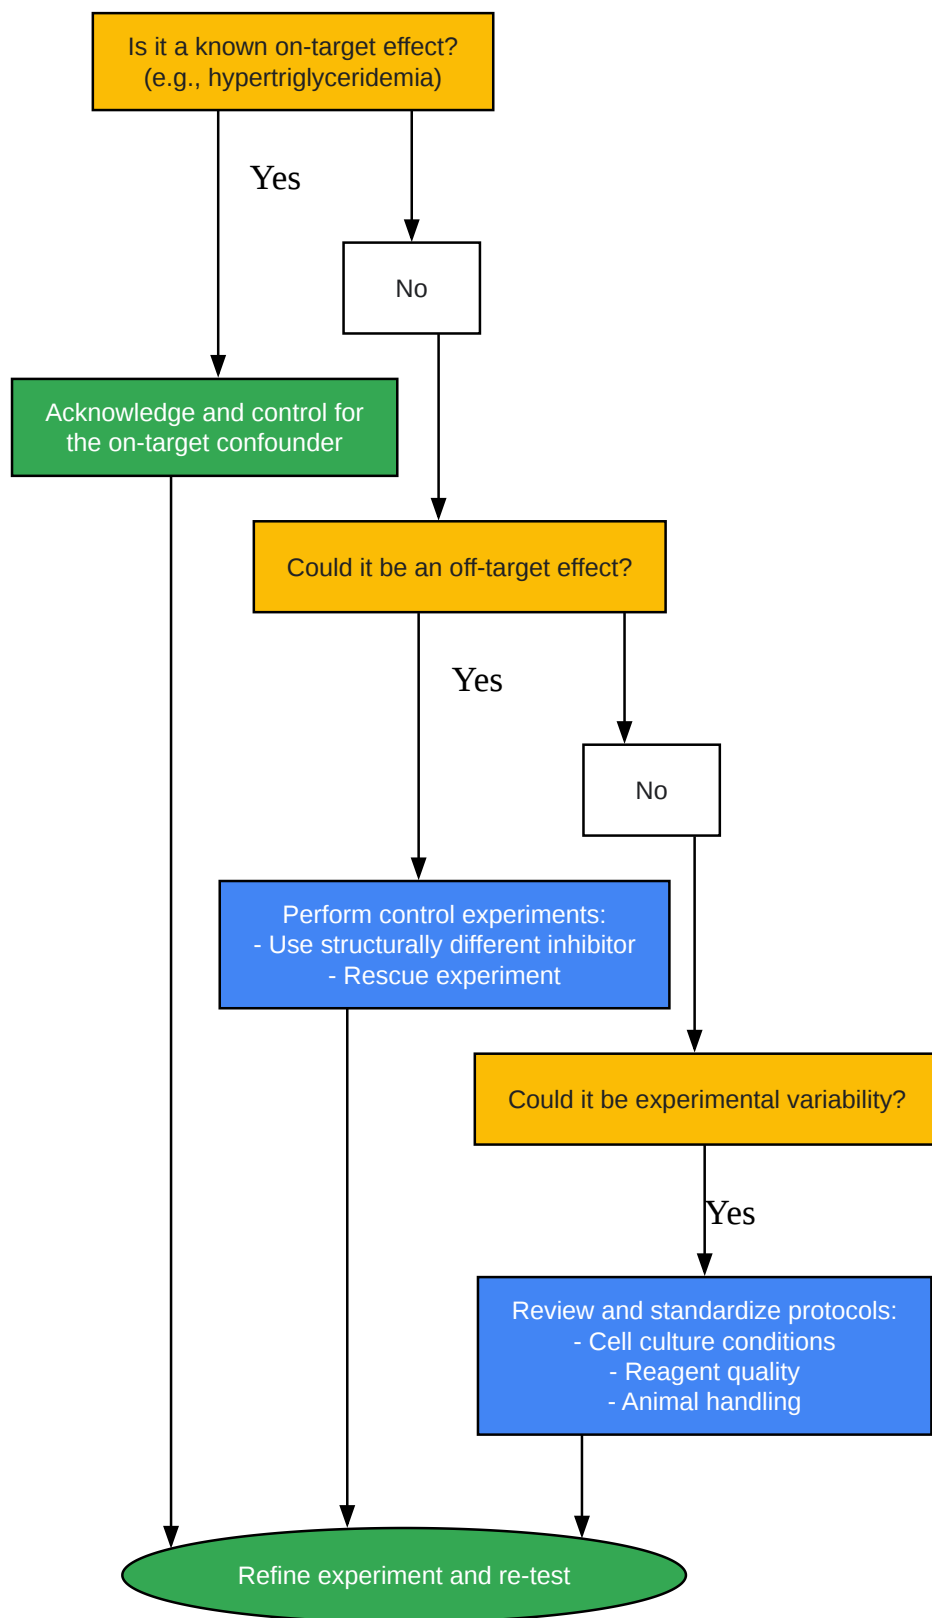 Is it a known on-target effect?
(e.g., hypertriglyceridemia)
Yes
No
Acknowledge and control for
the on-target confounder
Could it be an off-target effect?
Yes
No
Perform control experiments:
- Use structurally different inhibitor
- Rescue experiment
Could it be experimental variability?
Yes
Review and standardize protocols:
- Cell culture conditions
- Reagent quality
- Animal handling
Refine experiment and re-test